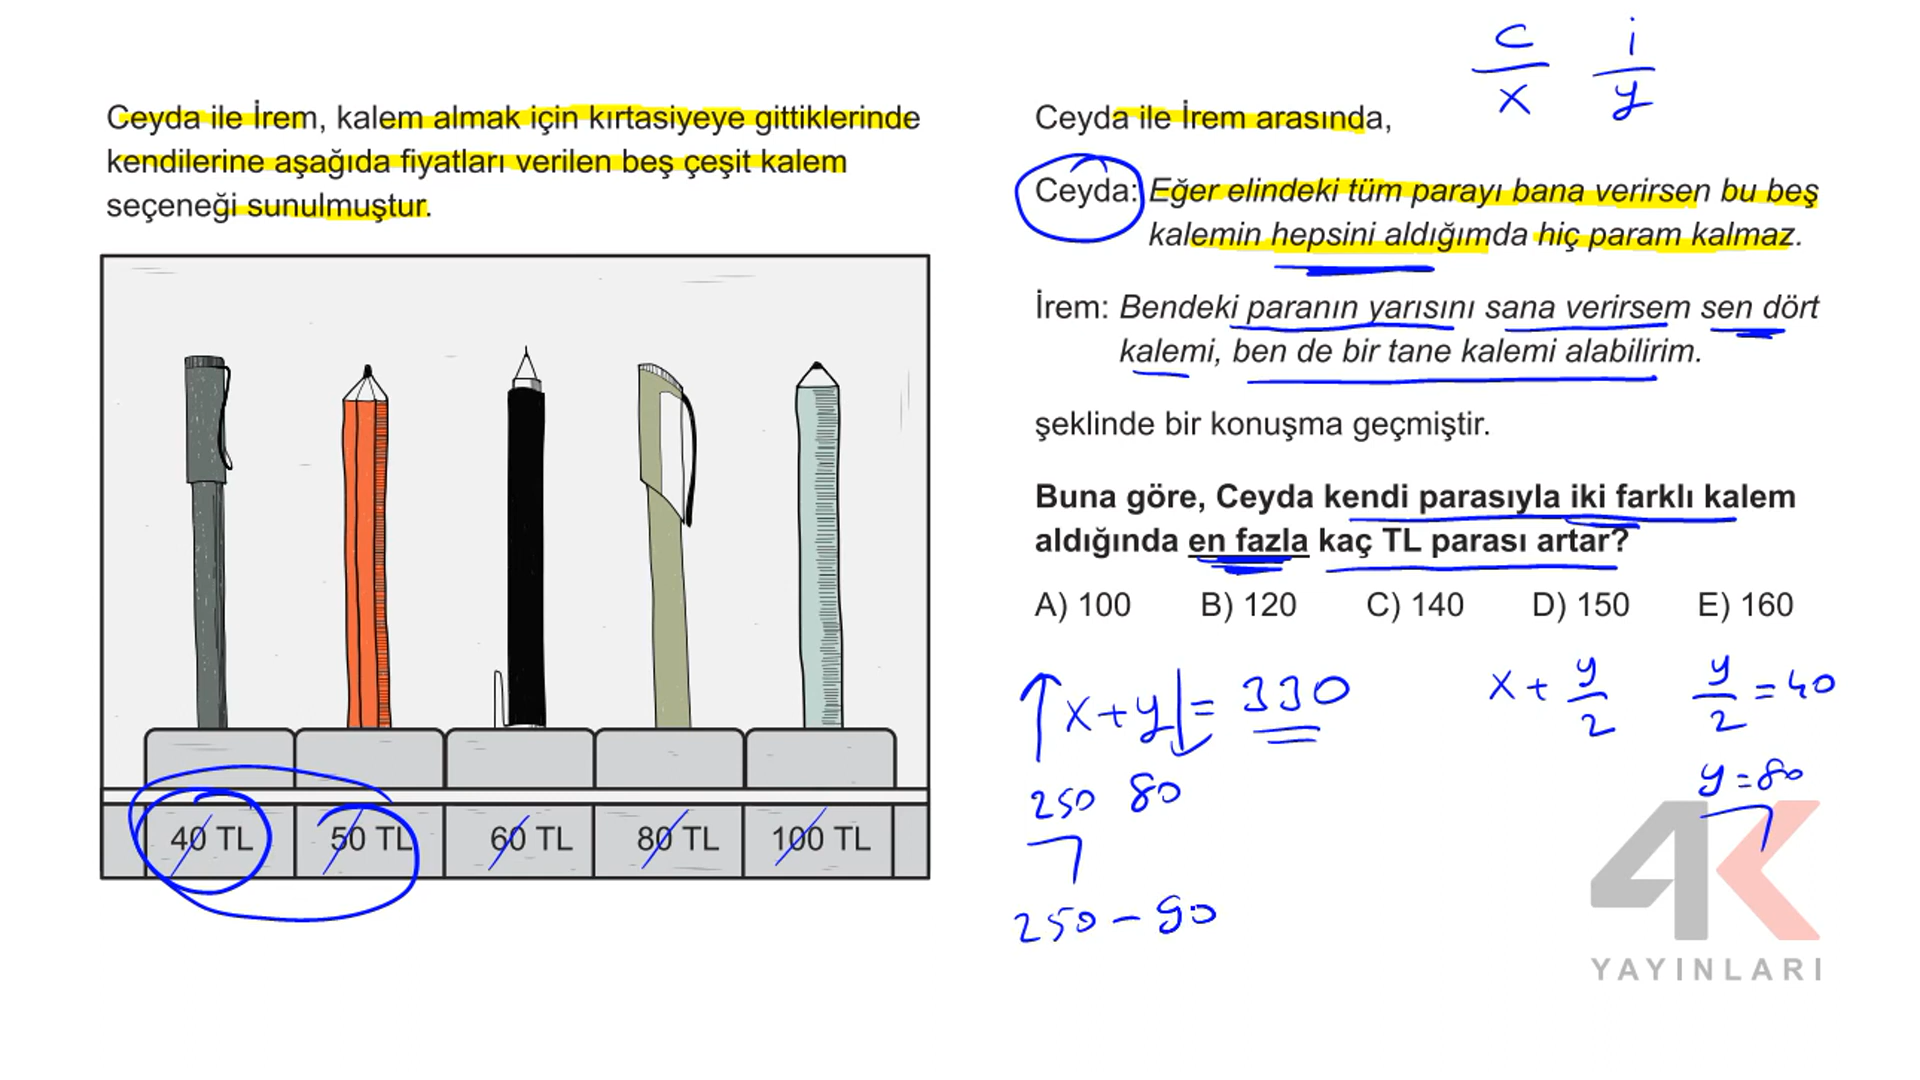 Ceyda ile İrem, kalem almak için kırtasiyeye gittiklerinde
kendilerine aşağıda fiyatları verilen beş çeşit kalem
seçeneği sunulmuştur.
40 TL
50 TL
60 TL
80 TL
100 TL
c i
x y
Ceyda ile İrem arasında,
Ceyda: Eğer elindeki tüm parayı bana verirsen bu beş
kalemin hepsini aldığımda hiç param kalmaz.
İrem: Bendeki paranın yarısını sana verirsem sen dört
kalemi, ben de bir tane kalemi alabilirim.
şeklinde bir konuşma geçmiştir.
Buna göre, Ceyda kendi parasıyla iki farklı kalem
aldığında en fazla kaç TL parası artar?
A) 100 B) 120 C) 140 D) 150 E) 160
x+y = 330
250 80
250 - 90
x + y/2
y/2 = 40
y = 80
4K
YAYINLARI